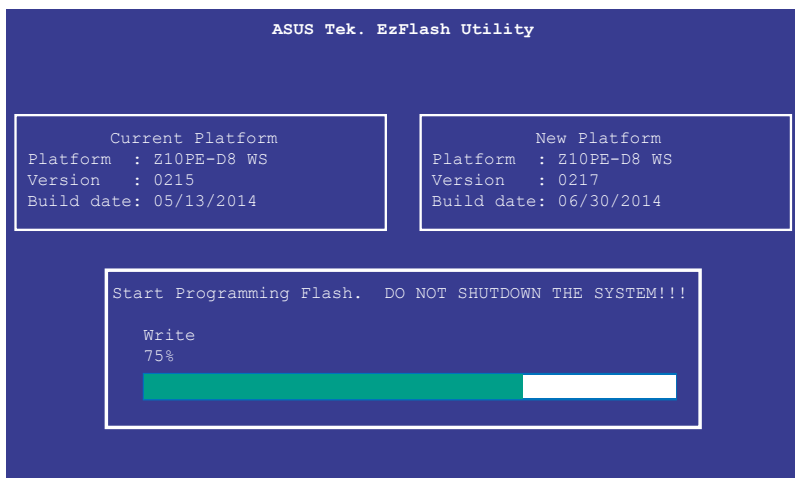 ASUS Tek. EzFlash Utility
Current Platform
Platform : Z10PE-D8 WS
Version : 0215
Build date: 05/13/2014
New Platform
Platform : Z10PE-D8 WS
Version : 0217
Build date: 06/30/2014
Start Programming Flash. DO NOT SHUTDOWN THE SYSTEM!!!
Write
75%